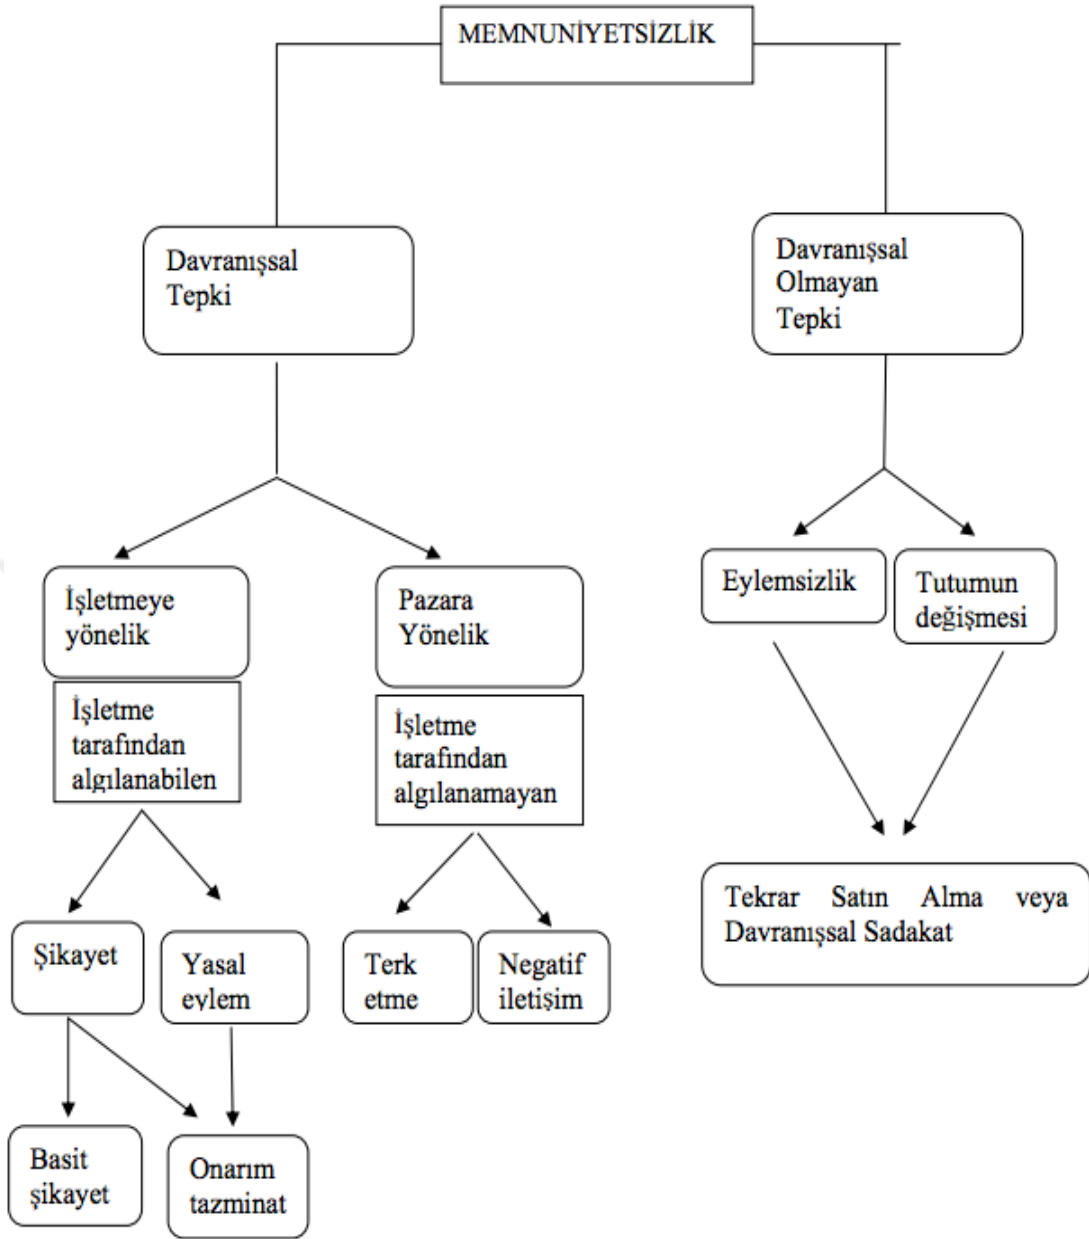 MEMNUNİYETSİZLİK
Davranışsal
Tepki
Davranışsal
Olmayan
Tepki
İşletmeye
yönelik
Pazara
Yönelik
Eylemsizlik
Tutumun
değişmesi
İşletme
tarafından
algılanabilen
İşletme
tarafından
algılanamayan
Şikayet
Yasal
eylem
Terk
etme
Negatif
iletişim
Tekrar Satın Alma veya
Davranışsal Sadakat
Basit
şikayet
Onarım
tazminat